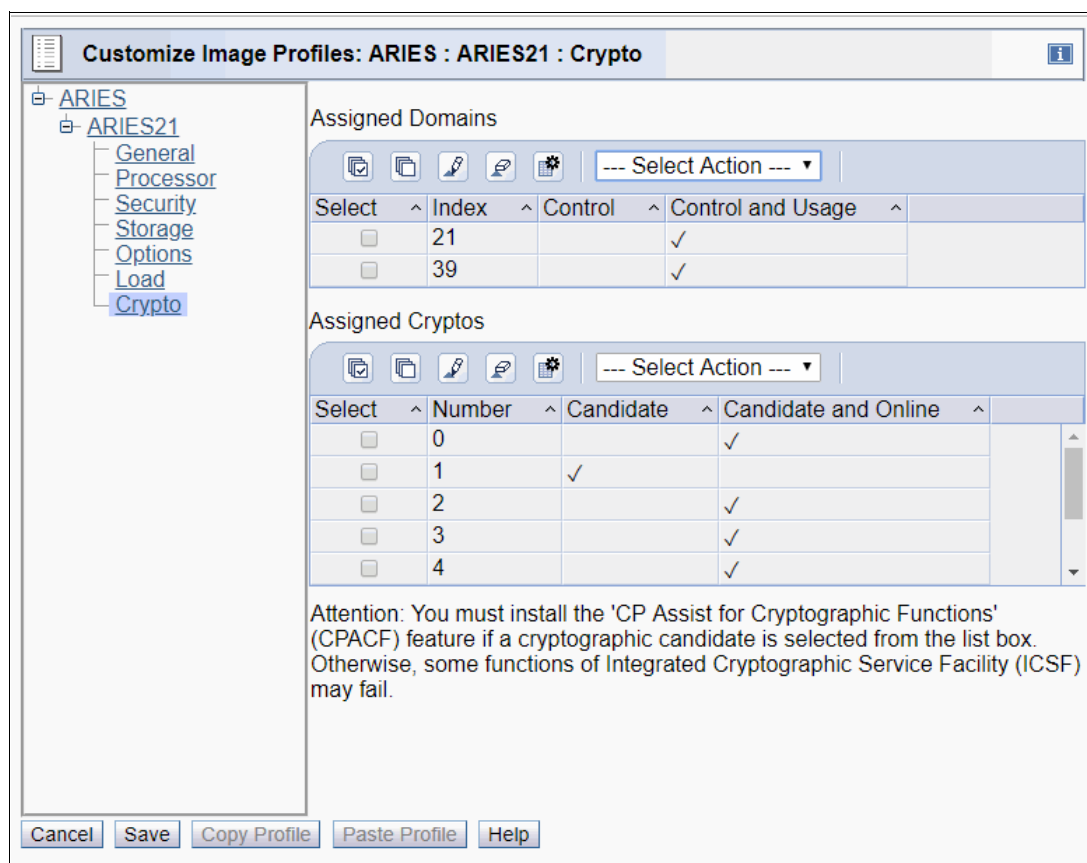 Customize Image Profiles: ARIES : ARIES21 : Crypto
ARIES
ARIES21
General
Processor
Security
Storage
Options
Load
Crypto
Assigned Domains
--- Select Action ---
Select Index Control Control and Usage
21 ✓
39 ✓
Assigned Cryptos
--- Select Action ---
Select Number Candidate Candidate and Online
0 ✓
1 ✓
2 ✓
3 ✓
4 ✓
Attention: You must install the 'CP Assist for Cryptographic Functions'
(CPACF) feature if a cryptographic candidate is selected from the list box.
Otherwise, some functions of Integrated Cryptographic Service Facility (ICSF)
may fail.
Cancel Save Copy Profile Paste Profile Help